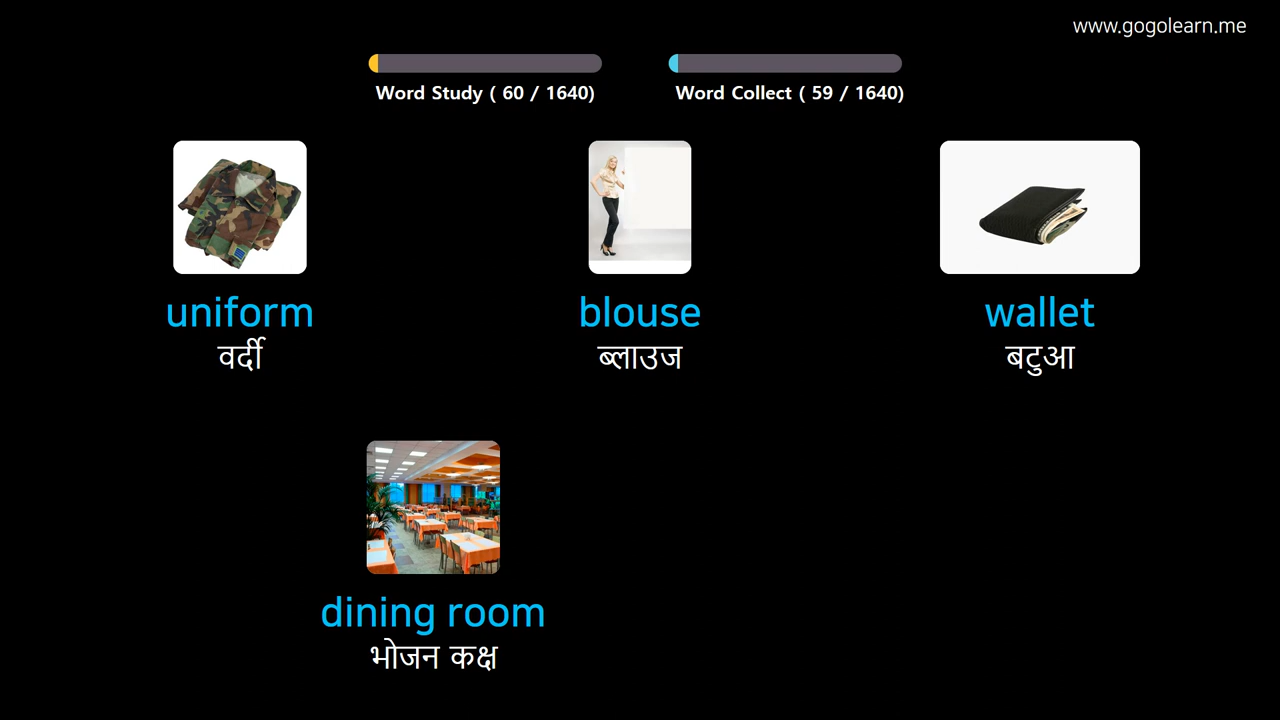 www.gogolearn.me
Word Study ( 60 / 1640)
Word Collect ( 59 / 1640)
uniform
वर्दी
blouse
ब्लाउज
wallet
बटुआ
dining room
भोजन कक्ष